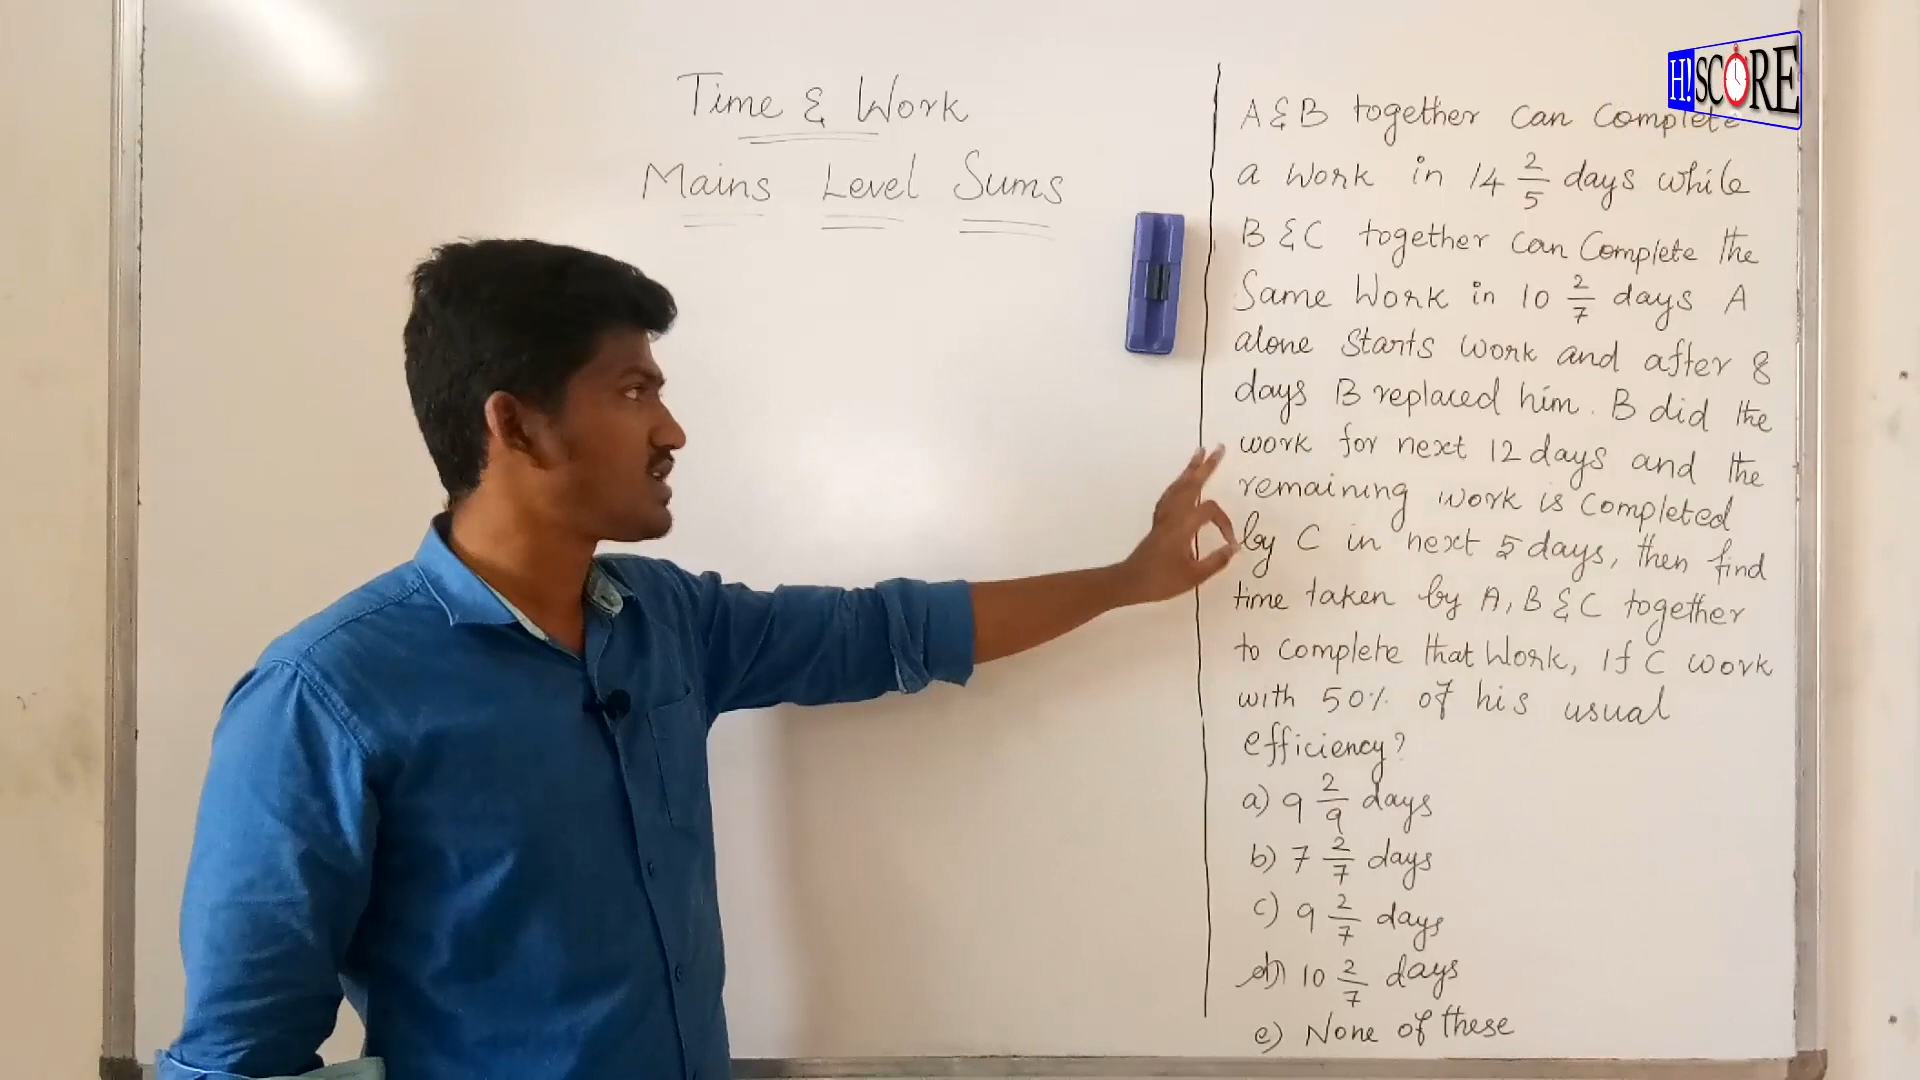 H!SCORE
Time & Work
Mains Level Sums
A & B together can complete
a work in 14 2/5 days while
B & C together can complete the
Same work in 10 2/7 days A
alone starts work and after 8
days B replaced him. B did the
work for next 12 days and the
remaining work is completed
by C in next 5 days, then find
time taken by A, B & C together
to complete that work, If C work
with 50% of his usual
efficiency?
a) 9 2/9 days
b) 7 2/7 days
c) 9 2/7 days
d) 10 2/7 days
e) None of these